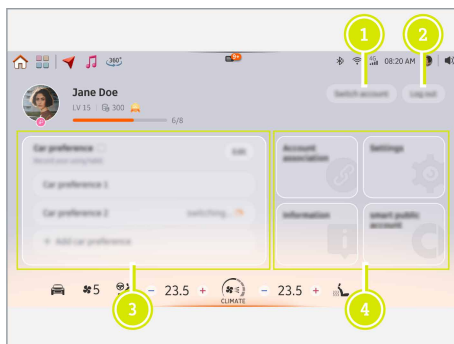 1
2
360°
4G
08:20 AM
Jane Doe
Switch account
Log out
LV 15
300
6/8
Car preference
Edit
Account association
Settings
Car preference 1
Car preference 2
switching...
+ Add car preference
Information
smart public account
5
- 23.5 +
CLIMATE
- 23.5 +
3
4